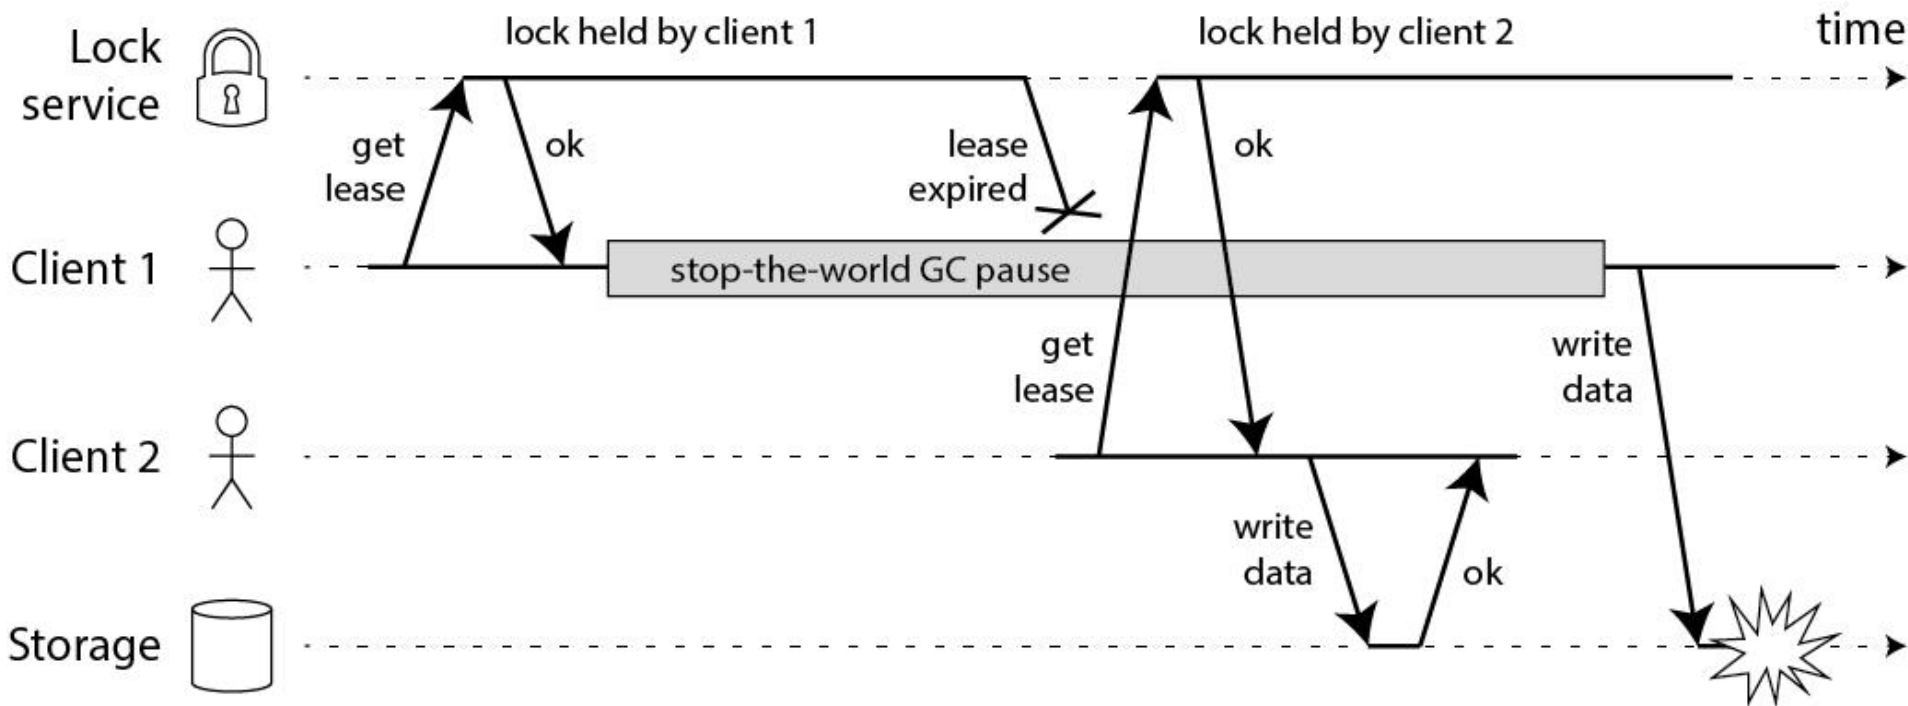 lock held by client 1
lock held by client 2
time
Lock
service
get
lease
ok
lease
expired
ok
Client 1
stop-the-world GC pause
get
lease
write
data
Client 2
write
data
ok
Storage